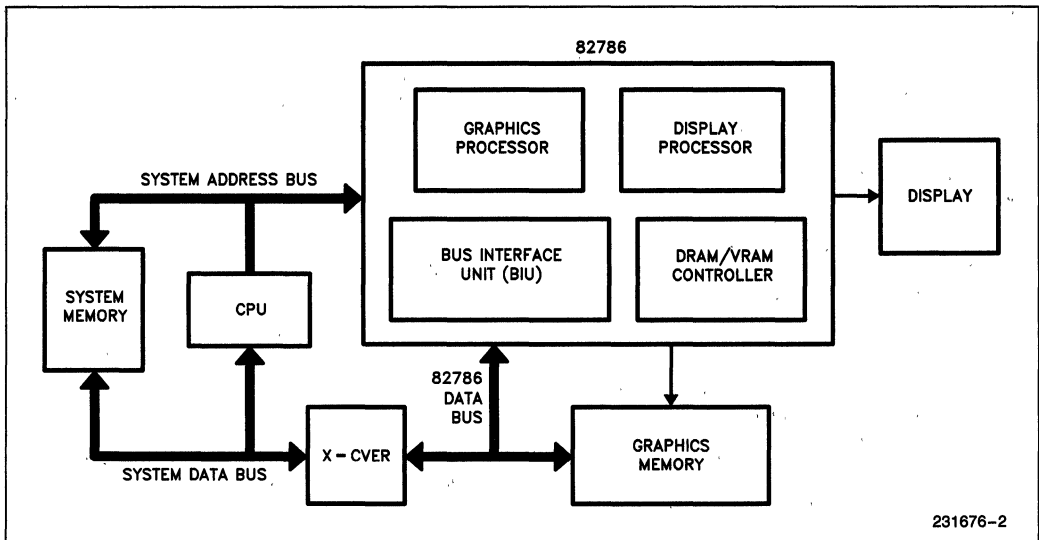 82786
GRAPHICS
PROCESSOR
DISPLAY
PROCESSOR
SYSTEM ADDRESS BUS
DISPLAY
BUS INTERFACE
UNIT (BIU)
DRAM/VRAM
CONTROLLER
SYSTEM
MEMORY
CPU
82786
DATA
BUS
X-CVER
GRAPHICS
MEMORY
SYSTEM DATA BUS
231676-2